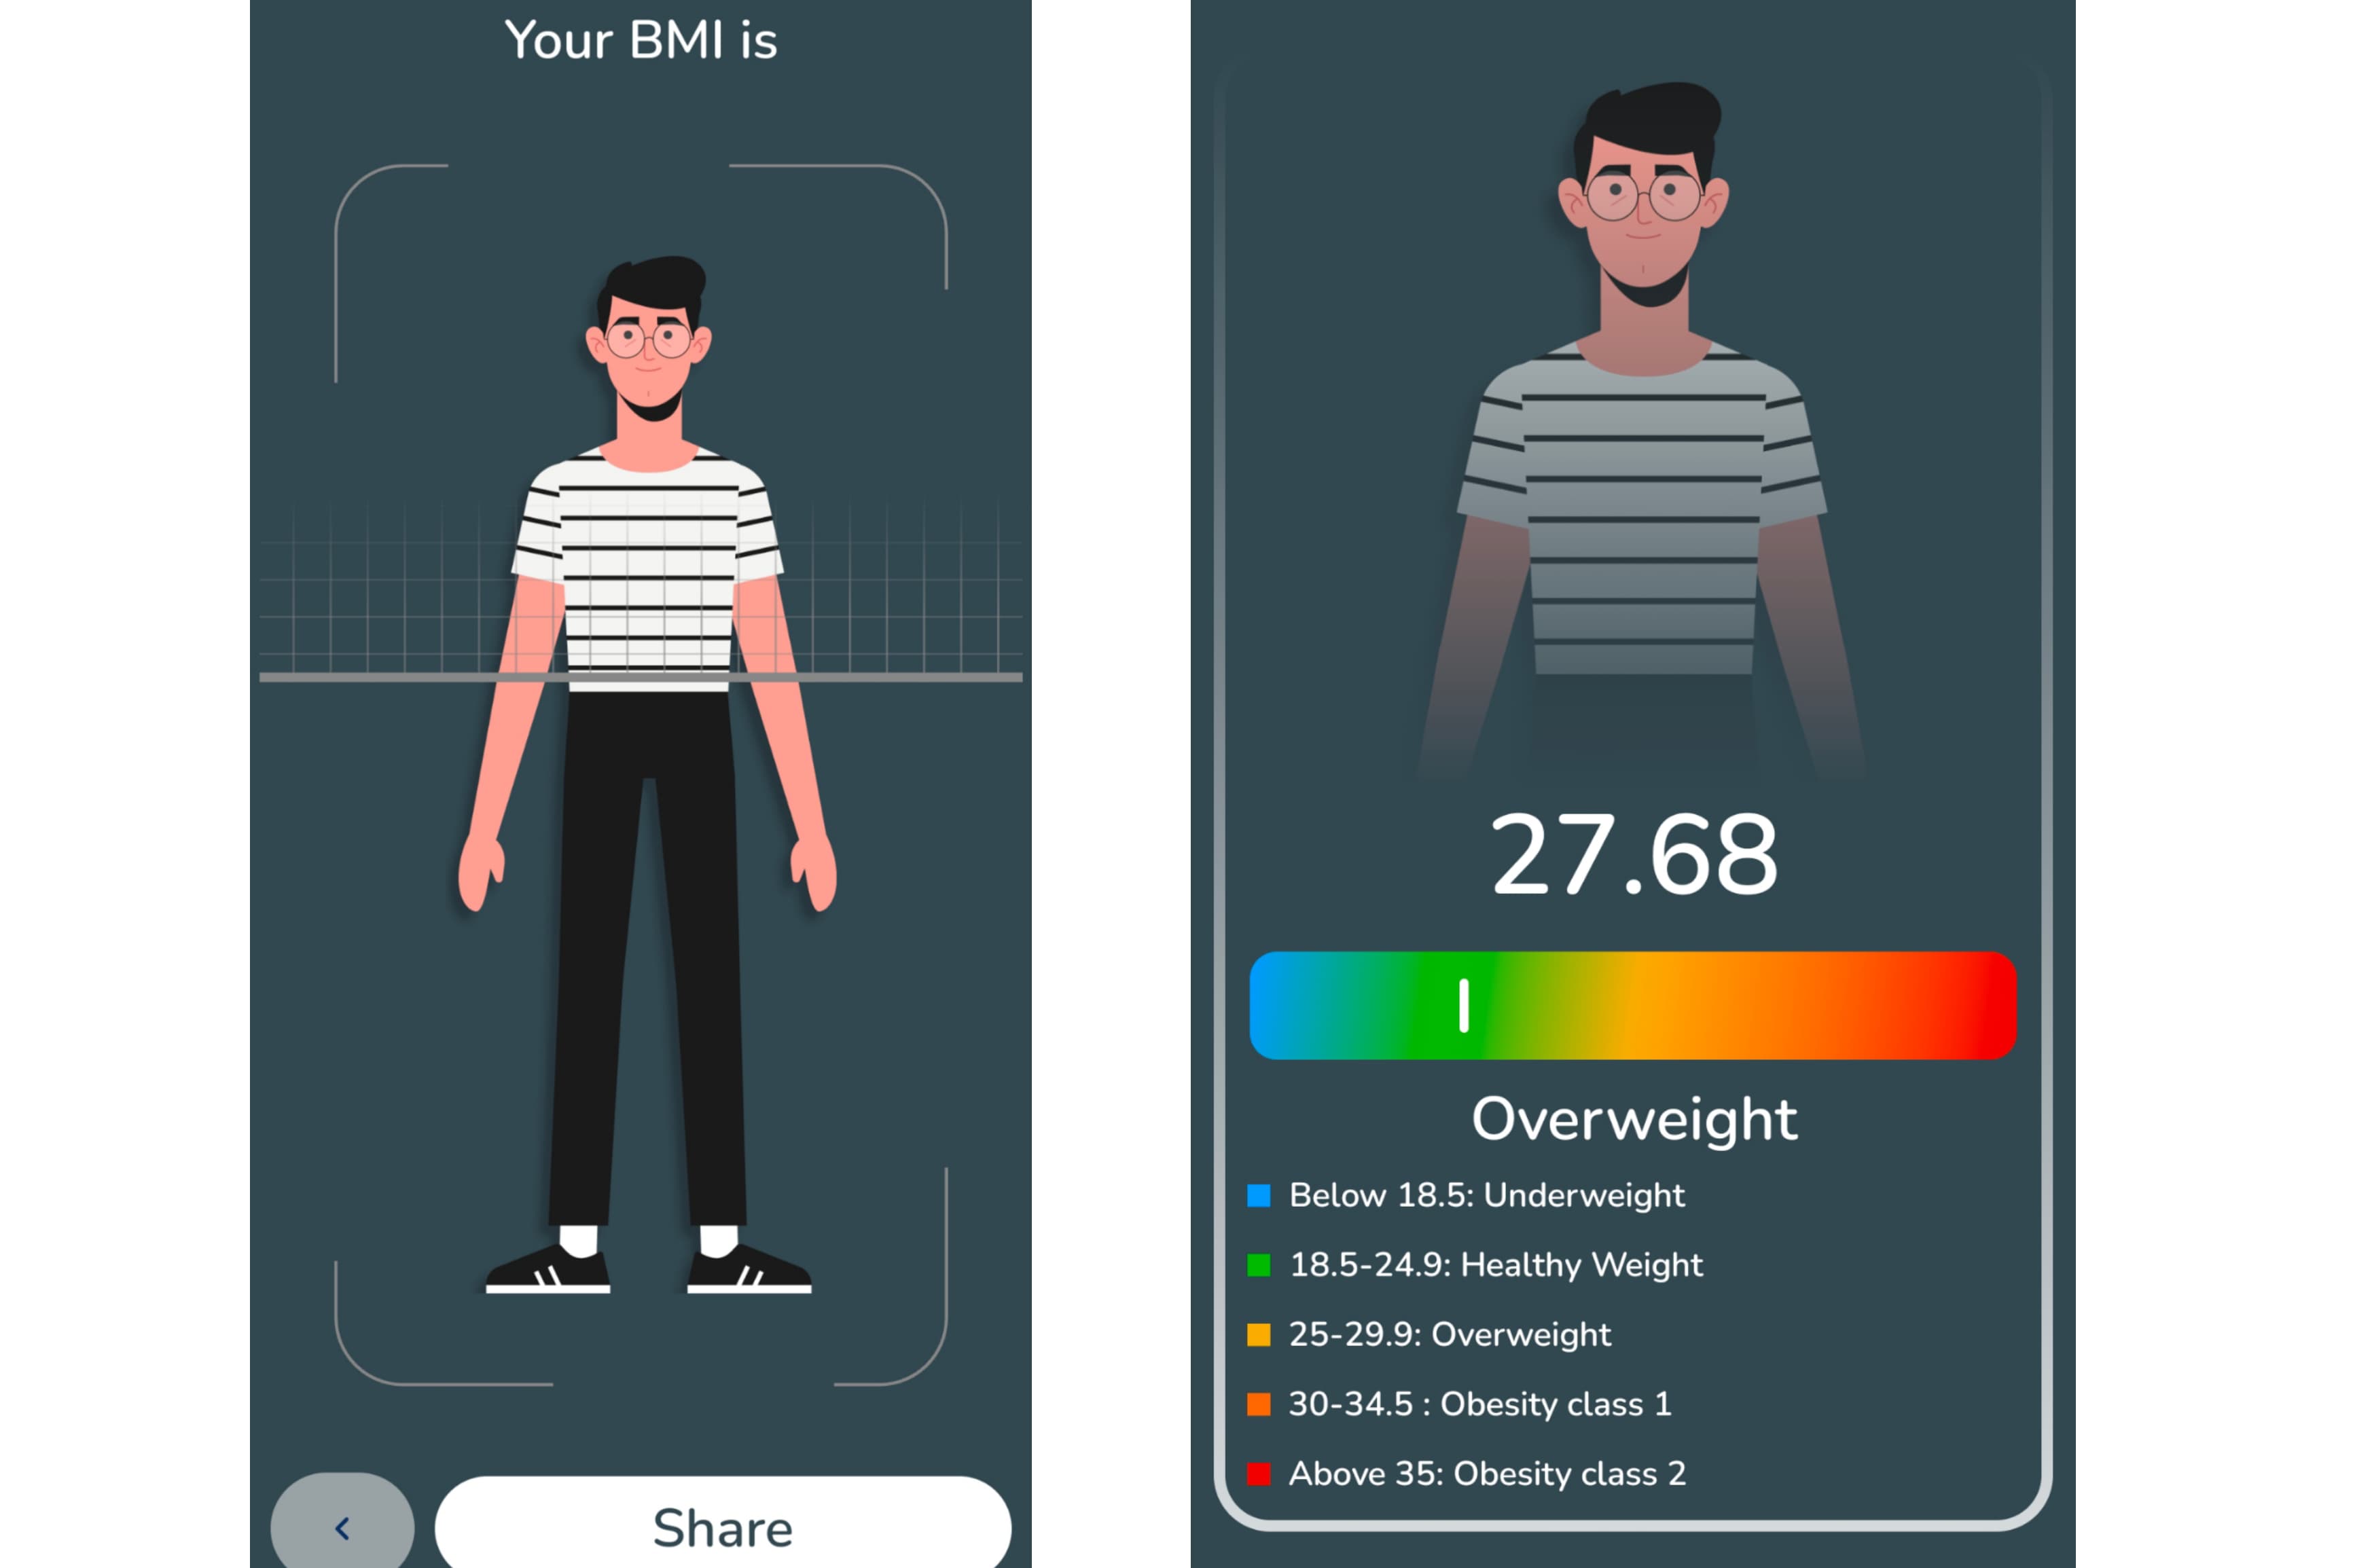 Your BMI is
Share
27.68
Overweight
Below 18.5: Underweight
18.5-24.9: Healthy Weight
25-29.9: Overweight
30-34.5 : Obesity class 1
Above 35: Obesity class 2